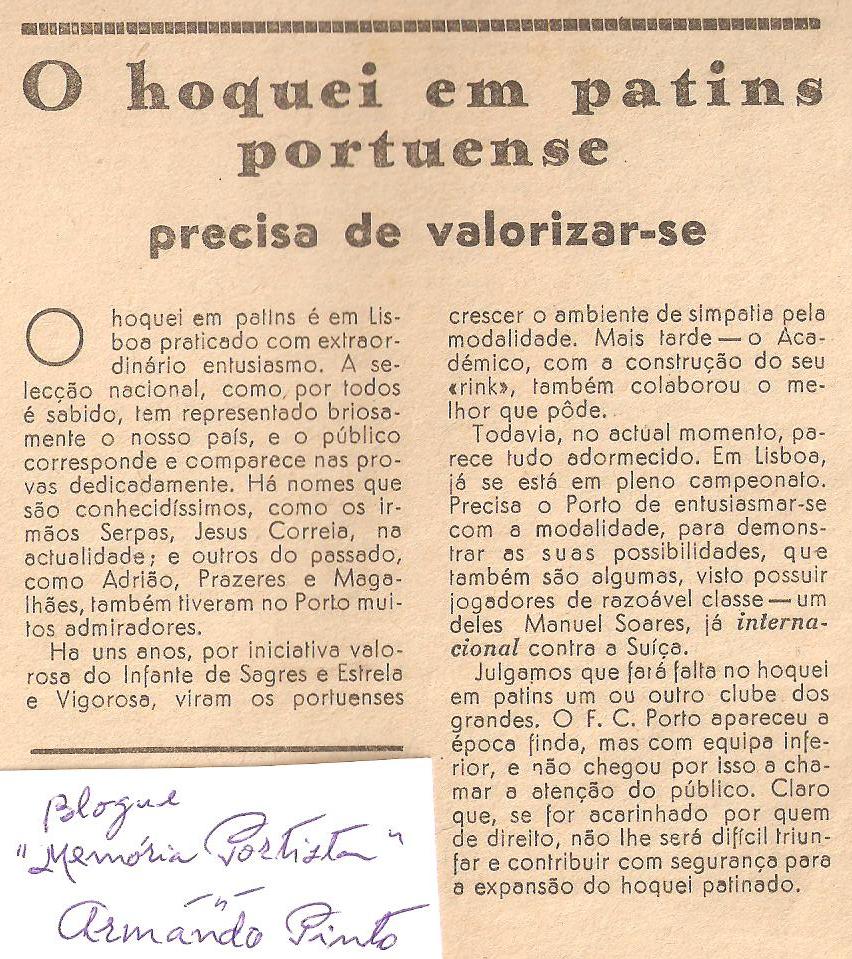 O hoquei em patins
portuense
precisa de valorizar-se
O hoquei em patins é em Lis-
boa praticado com extraor-
dinário entusiasmo. A se-
lecção nacional, como, por todos
é sabido, tem representado briosa-
mente o nosso país, e o público
corresponde e comparece nas pro-
vas dedicadamente. Há nomes que
são conhecidíssimos, como os ir-
mãos Serpas, Jesus Correia, na
actualidade; e outros do passado,
como Adrião, Prazeres e Maga-
lhães, também tiveram no Porto mui-
tos admiradores.
Ha uns anos, por iniciativa valo-
rosa do Infante de Sagres e Estrela
e Vigorosa, viram os portuenses
crescer o ambiente de simpatia pela
modalidade. Mais tarde — o Aca-
démico, com a construção do seu
«rink», também colaborou o me-
lhor que pôde.
Todavia, no actual momento, pa-
rece tudo adormecido. Em Lisboa,
já se está em pleno campeonato.
Precisa o Porto de entusiasmar-se
com a modalidade, para demons-
trar as suas possibilidades, que
também são algumas, visto possuir
jogadores de razoável classe — um
deles Manuel Soares, já interna-
cional contra a Suíça.
Julgamos que fará falta no hoquei
em patins um ou outro clube dos
grandes. O F. C. Porto apareceu a
época finda, mas com equipa infe-
rior, e não chegou por isso a cha-
mar a atenção do público. Claro
que, se for acarinhado por quem
de direito, não lhe será difícil triun-
far e contribuir com segurança para
a expansão do hoquei patinado.
Blogue
"Memória Portista"
–"–
Armando Pinto